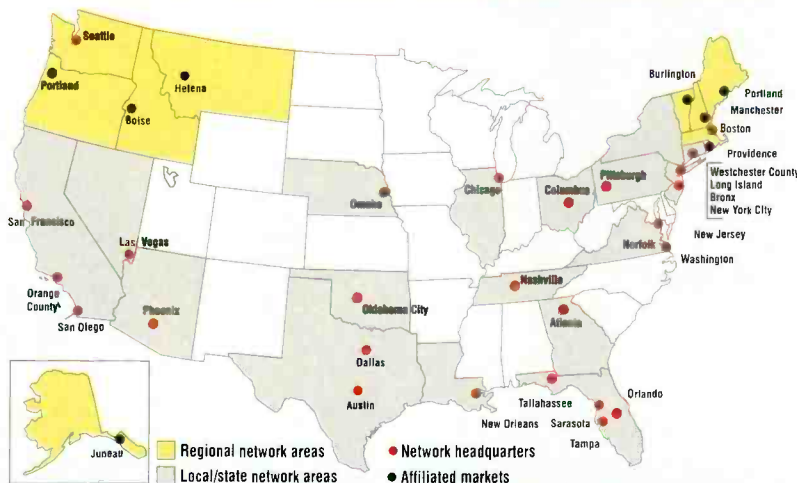 Seattle
Portland
Helena
Boise
San Francisco
Las Vegas
Orange
County
San Diego
Phoenix
Omaha
Oklahoma City
Dallas
Austin
Chicago
Columbus
Pittsburgh
Nashville
Atlanta
Norfolk
Burlington
Portland
Manchester
Boston
Providence
Westchester County
Long Island
Bronx
New York City
New Jersey
Washington
Tallahassee
Orlando
New Orleans
Sarasota
Tampa
Juneau
Regional network areas
Network headquarters
Local/state network areas
Affiliated markets